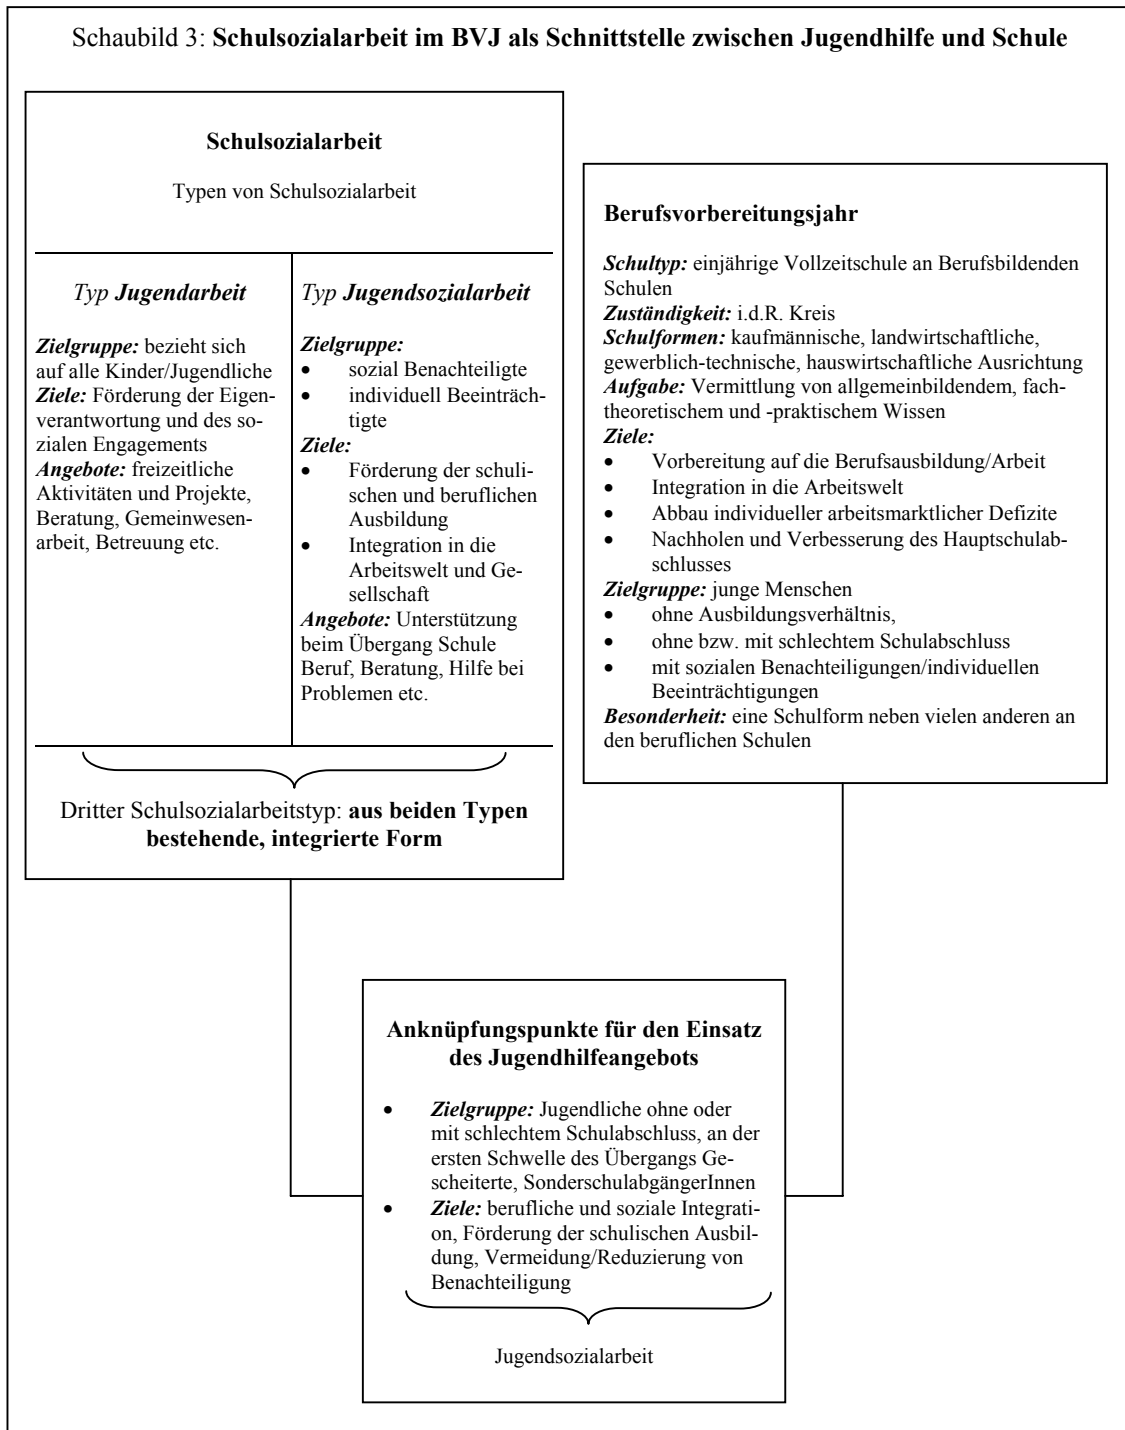 Schaubild 3: Schulsozialarbeit im BVJ als Schnittstelle zwischen Jugendhilfe und Schule
Schulsozialarbeit
Typen von Schulsozialarbeit
Typ Jugendarbeit
Zielgruppe: bezieht sich
auf alle Kinder/Jugendliche
Ziele: Förderung der Eigen-
verantwortung und des so-
zialen Engagements
Angebote: freizeitliche
Aktivitäten und Projekte,
Beratung, Gemeinwesen-
arbeit, Betreuung etc.
Typ Jugendsozialarbeit
Zielgruppe:
• sozial Benachteiligte
• individuell Beeinträch-
tigte
Ziele:
• Förderung der schuli-
schen und beruflichen
Ausbildung
• Integration in die
Arbeitswelt und Ge-
sellschaft
Angebote: Unterstützung
beim Übergang Schule
Beruf, Beratung, Hilfe bei
Problemen etc.
Dritter Schulsozialarbeitstyp: aus beiden Typen
bestehende, integrierte Form
Berufsvorbereitungsjahr
Schultyp: einjährige Vollzeitschule an Berufsbildenden
Schulen
Zuständigkeit: i.d.R. Kreis
Schulformen: kaufmännische, landwirtschaftliche,
gewerblich-technische, hauswirtschaftliche Ausrichtung
Aufgabe: Vermittlung von allgemeinbildendem, fach-
theoretischem und -praktischem Wissen
Ziele:
• Vorbereitung auf die Berufsausbildung/Arbeit
• Integration in die Arbeitswelt
• Abbau individueller arbeitsmarktlicher Defizite
• Nachholen und Verbesserung des Hauptschulab-
schlusses
Zielgruppe: junge Menschen
• ohne Ausbildungsverhältnis,
• ohne bzw. mit schlechtem Schulabschluss
• mit sozialen Benachteiligungen/individuellen
Beeinträchtigungen
Besonderheit: eine Schulform neben vielen anderen an
den beruflichen Schulen
Anknüpfungspunkte für den Einsatz
des Jugendhilfeangebots
• Zielgruppe: Jugendliche ohne oder
mit schlechtem Schulabschluss, an der
ersten Schwelle des Übergangs Ge-
scheiterte, SonderschulabgängerInnen
• Ziele: berufliche und soziale Integrati-
on, Förderung der schulischen Ausbil-
dung, Vermeidung/Reduzierung von
Benachteiligung
Jugendsozialarbeit